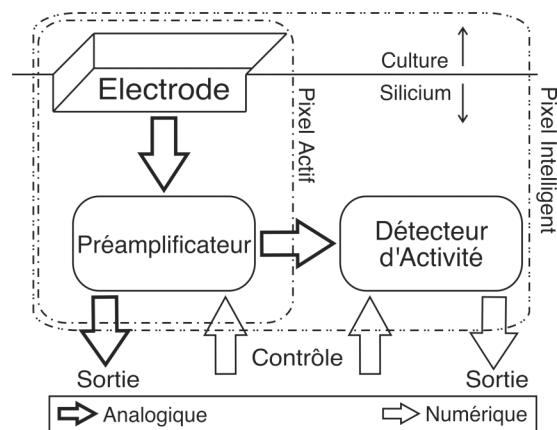 Culture
Silicium
Electrode
Pixel Actif
Pixel Intelligent
Préamplificateur
Détecteur
d'Activité
Contrôle
Sortie
Sortie
Analogique
Numérique